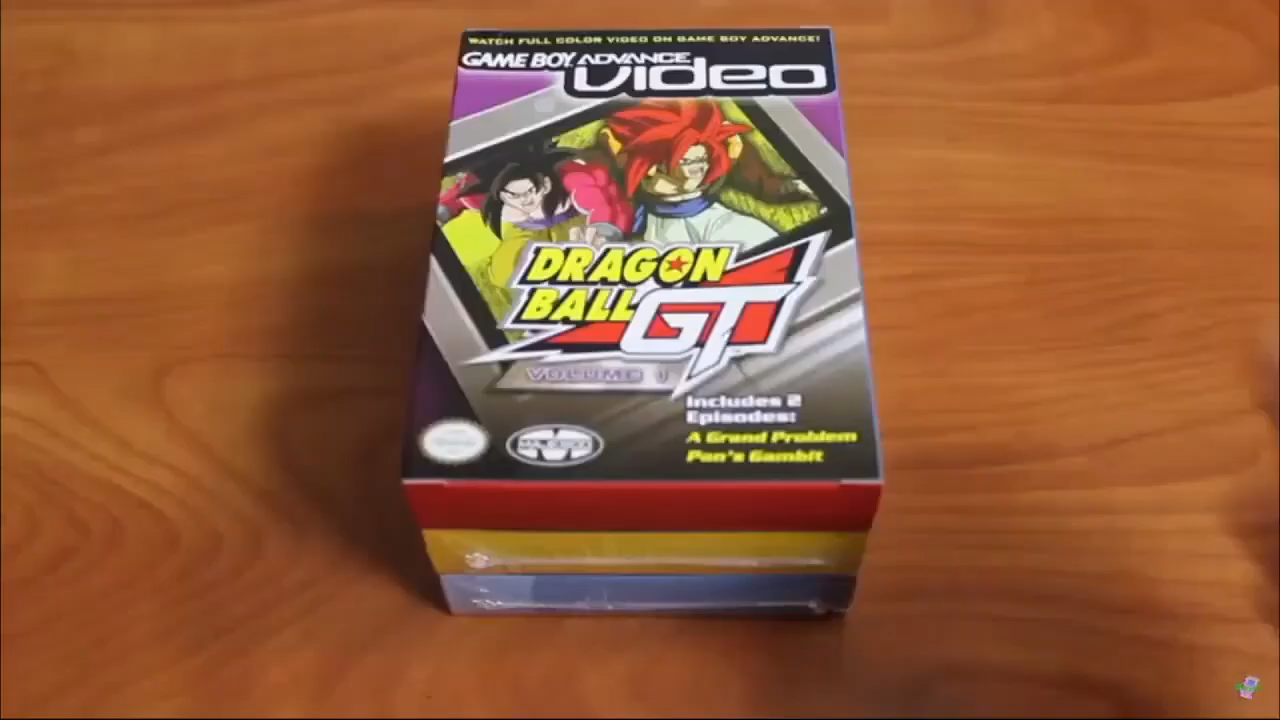 WATCH FULL COLOR VIDEO ON GAME BOY ADVANCE!
GAME BOY ADVANCE
video
DRAGON
BALL GT
VOLUME 1
Includes 2
Episodes:
A Grand Problem
Pan's Gambit
MAJESCO